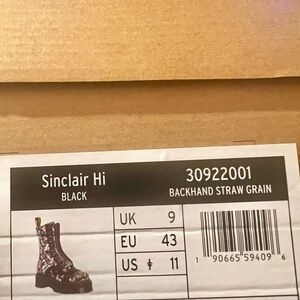 Sinclair Hi
BLACK
30922001
BACKHAND STRAW GRAIN
UK 9
EU 43
US 11
1 90665 59409 6